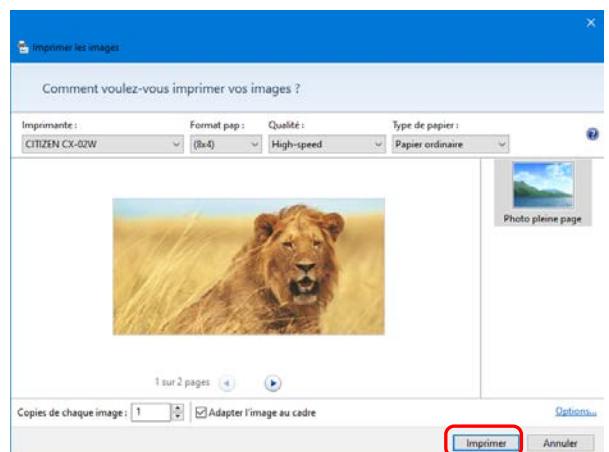 Imprimer les images
Comment voulez-vous imprimer vos images ?
Imprimante : Format pap : Qualité : Type de papier :
CITIZEN CX-02W (8x4) High-speed Papier ordinaire
Photo pleine page
1 sur 2 pages
Copies de chaque image : 1 Adapter l'image au cadre Options...
Imprimer Annuler